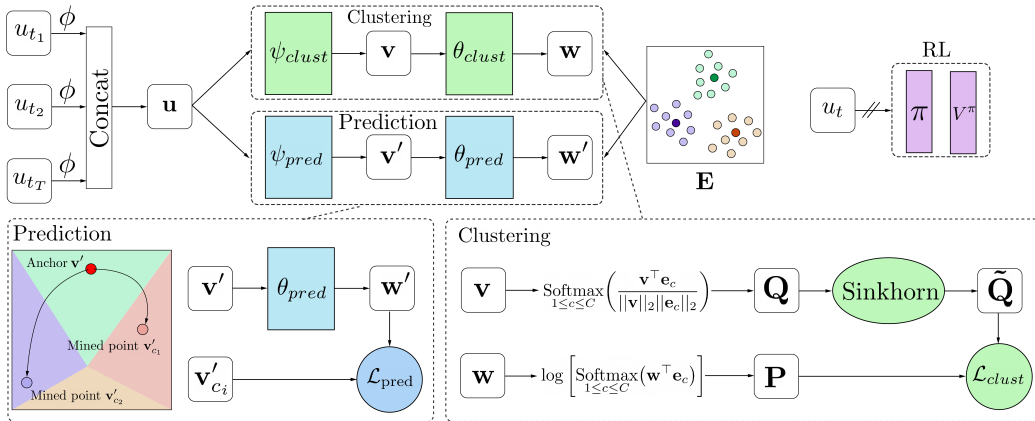 u_{t_1} ϕ
u_{t_2} ϕ
u_{t_T} ϕ
Concat
u
Clustering
ψ_{clust} v θ_{clust} w
Prediction
ψ_{pred} v′ θ_{pred} w′
E
RL
u_t π V^π
Prediction
Anchor v′
Mined point v′_{c_1}
Mined point v′_{c_2}
v′ θ_{pred} w′
v′_{c_i} ℒ_{pred}
Clustering
v Softmax_{1≤c≤C} ( v^⊤e_c / ||v||_2||e_c||_2 ) Q Sinkhorn Q̃
w log [ Softmax_{1≤c≤C} (w^⊤e_c) ] P ℒ_{clust}